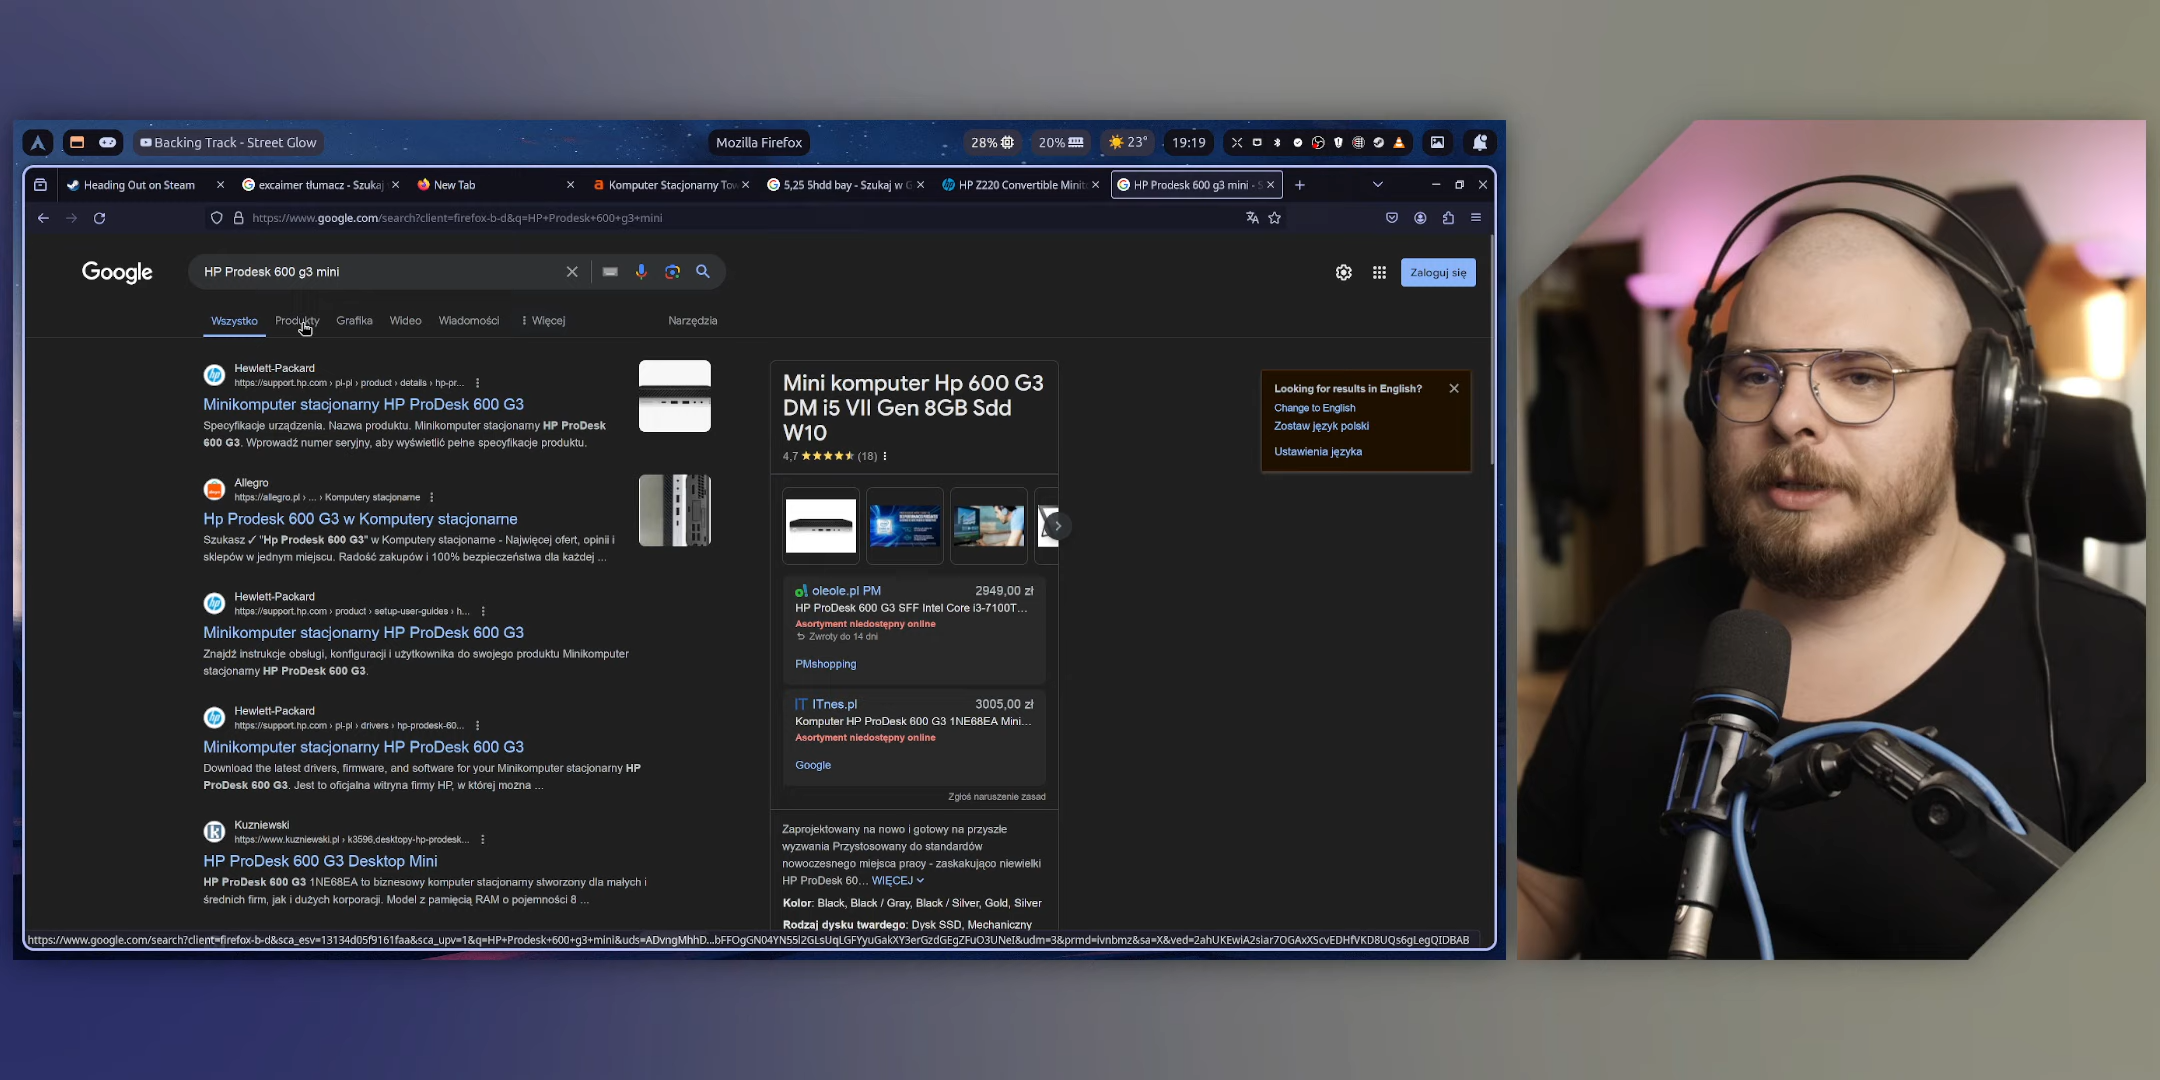 Backing Track - Street Glow
Mozilla Firefox
28%
20%
23°
19:19
Heading Out on Steam
excaimer tłumacz - Szukaj
New Tab
Komputer Stacjonarny Tow
5,25 5hdd bay - Szukaj w G
HP Z220 Convertible Minit
HP Prodesk 600 g3 mini - S
https://www.google.com/search?client=firefox-b-d&q=HP+Prodesk+600+g3+mini
Google
HP Prodesk 600 g3 mini
Zaloguj się
Wszystko
Produkty
Grafika
Wideo
Wiadomości
Więcej
Narzędzia
Hewlett-Packard
https://support.hp.com › pl-pl › product › details › hp-pr...
Minikomputer stacjonarny HP ProDesk 600 G3
Specyfikacje urządzenia. Nazwa produktu. Minikomputer stacjonarny HP ProDesk
600 G3. Wprowadź numer seryjny, aby wyświetlić pełne specyfikacje produktu.
Allegro
https://allegro.pl › ... › Komputery stacjonarne
Hp Prodesk 600 G3 w Komputery stacjonarne
Szukasz ✓ "Hp Prodesk 600 G3" w Komputery stacjonarne - Najwięcej ofert, opinii i
sklepów w jednym miejscu. Radość zakupów i 100% bezpieczeństwa dla każdej ...
Hewlett-Packard
https://support.hp.com › product › setup-user-guides › h...
Minikomputer stacjonarny HP ProDesk 600 G3
Znajdź instrukcje obsługi, konfiguracji i użytkownika do swojego produktu Minikomputer
stacjonarny HP ProDesk 600 G3.
Hewlett-Packard
https://support.hp.com › pl-pl › drivers › hp-prodesk-60...
Minikomputer stacjonarny HP ProDesk 600 G3
Download the latest drivers, firmware, and software for your Minikomputer stacjonarny HP
ProDesk 600 G3. Jest to oficjalna witryna firmy HP, w której można ...
Kuzniewski
https://www.kuzniewski.pl › k3596,desktopy-hp-prodesk...
HP ProDesk 600 G3 Desktop Mini
HP ProDesk 600 G3 1NE68EA to biznesowy komputer stacjonarny stworzony dla małych i
średnich firm, jak i dużych korporacji. Model z pamięcią RAM o pojemności 8 ...
Mini komputer Hp 600 G3
DM i5 VII Gen 8GB Sdd
W10
4,7 (18)
oleole.pl PM 2949,00 zł
HP ProDesk 600 G3 SFF Intel Core i3-7100T...
Asortyment niedostępny online
Zwroty do 14 dni
PMshopping
ITnes.pl 3005,00 zł
Komputer HP ProDesk 600 G3 1NE68EA Mini...
Asortyment niedostępny online
Google
Zgłoś naruszenie zasad
Zaprojektowany na nowo i gotowy na przyszłe
wyzwania Przystosowany do standardów
nowoczesnego miejsca pracy - zaskakująco niewielki
HP ProDesk 60... WIĘCEJ
Kolor: Black, Black / Gray, Black / Silver, Gold, Silver
Rodzaj dysku twardego: Dysk SSD, Mechaniczny
Looking for results in English?
Change to English
Zostaw język polski
Ustawienia języka